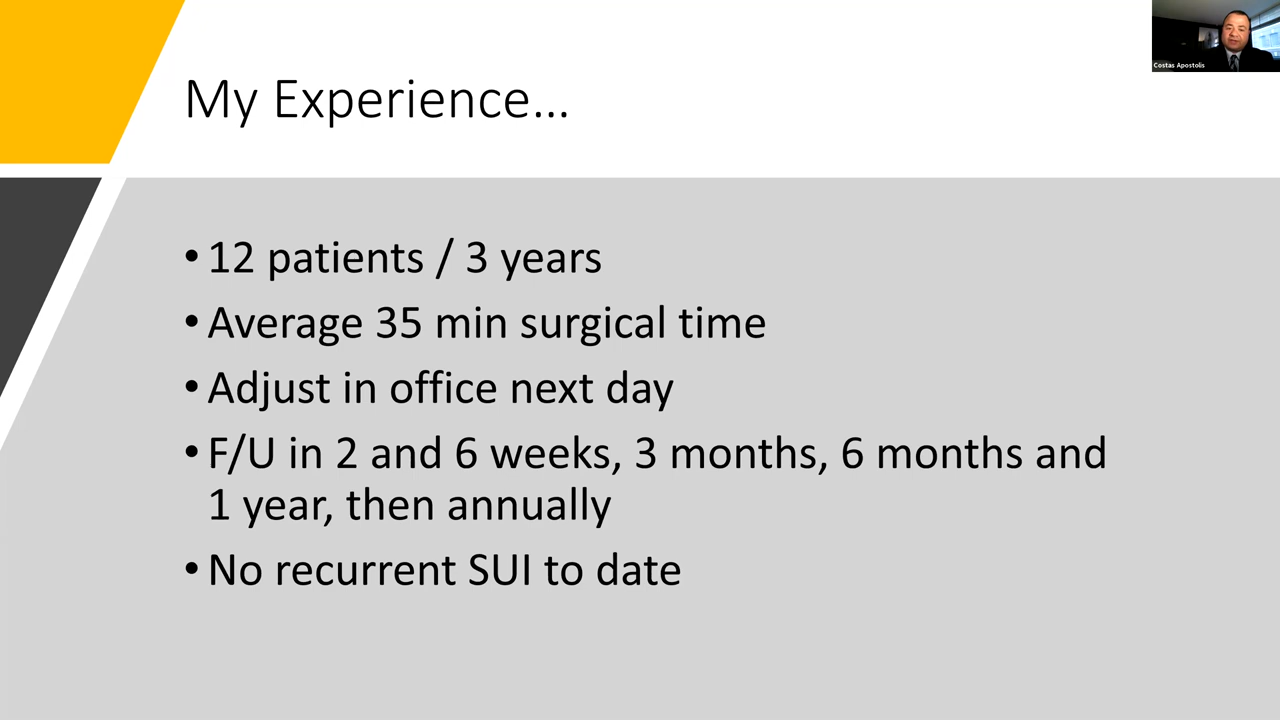 Costas Apostolis
My Experience...
• 12 patients / 3 years
• Average 35 min surgical time
• Adjust in office next day
• F/U in 2 and 6 weeks, 3 months, 6 months and
1 year, then annually
• No recurrent SUI to date